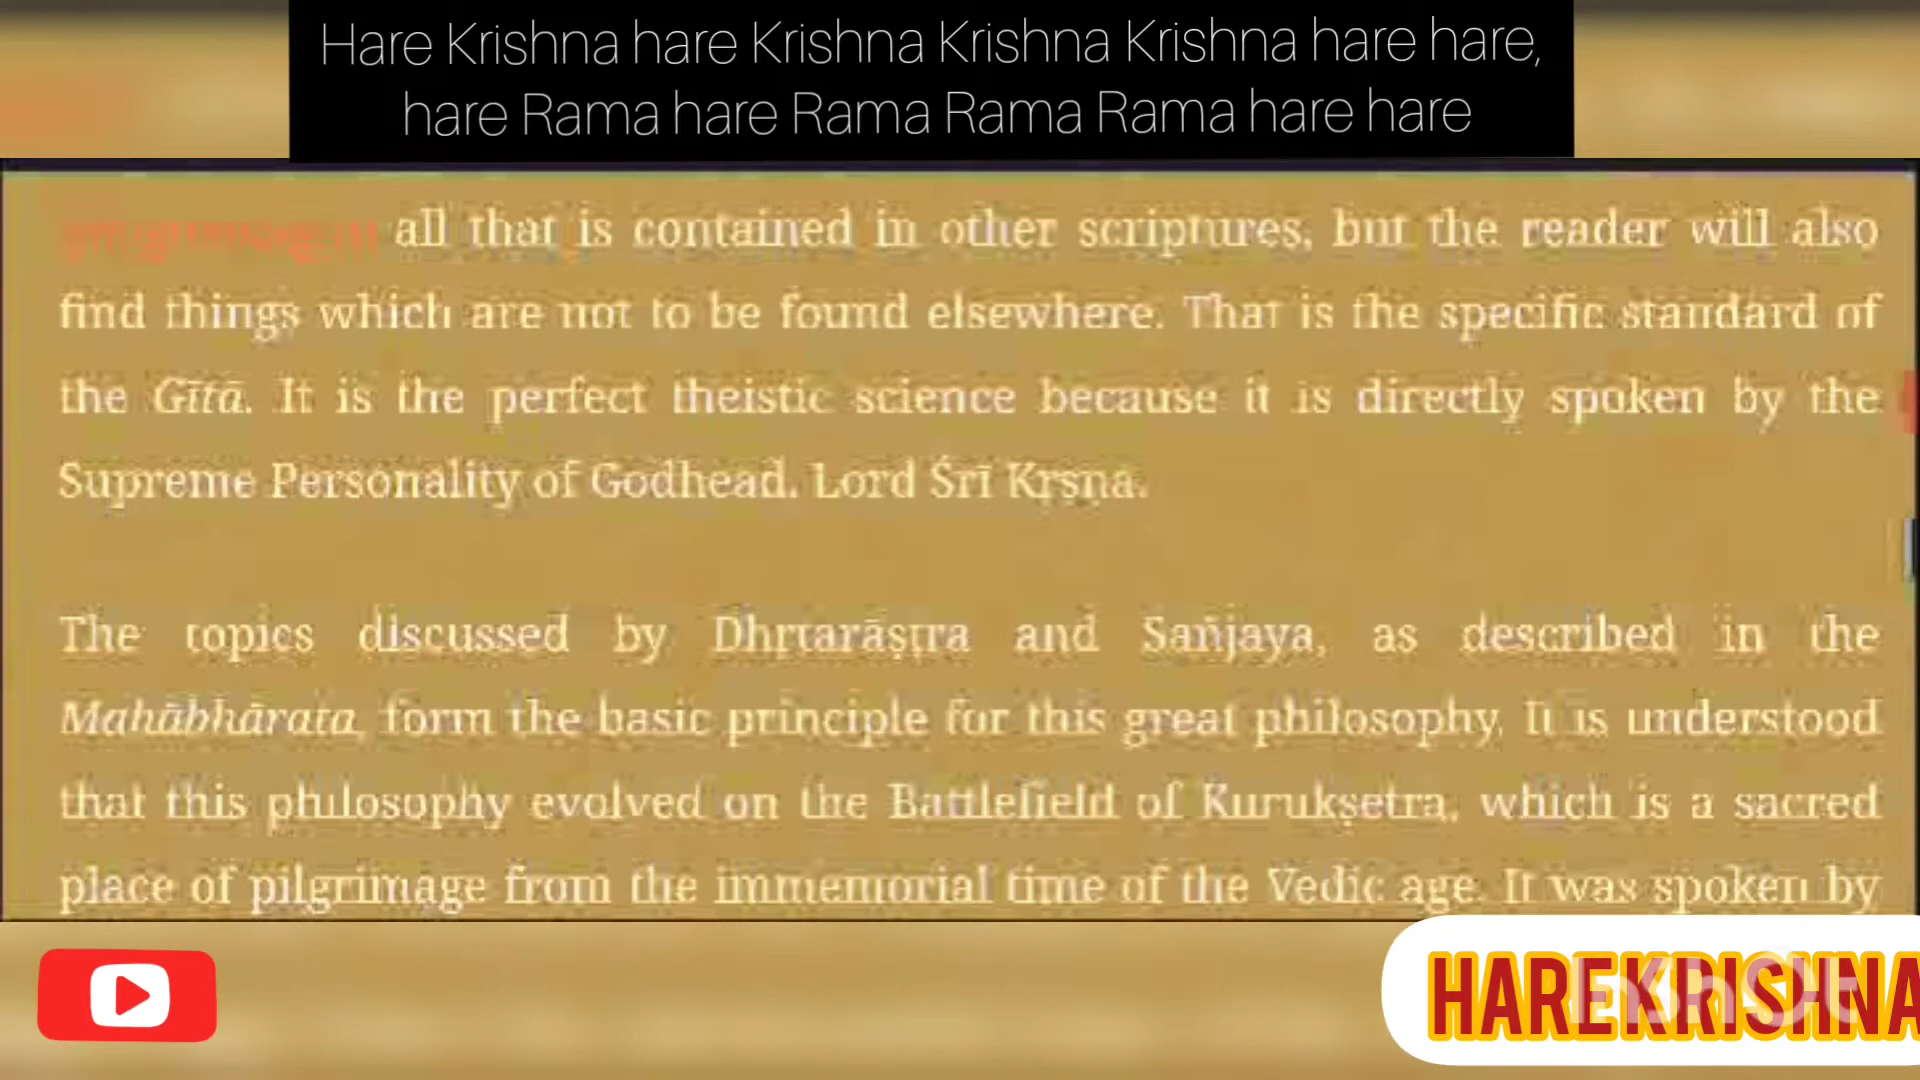 Hare Krishna hare Krishna Krishna Krishna hare hare,
hare Rama hare Rama Rama Rama hare hare
all that is contained in other scriptures, but the reader will also
find things which are not to be found elsewhere. That is the specific standard of
the Gītā. It is the perfect theistic science because it is directly spoken by the
Supreme Personality of Godhead, Lord Śrī Kṛṣṇa.
The topics discussed by Dhṛtarāṣṭra and Sañjaya, as described in the
Mahābhārata, form the basic principle for this great philosophy. It is understood
that this philosophy evolved on the Battlefield of Kurukṣetra, which is a sacred
place of pilgrimage from the immemorial time of the Vedic age. It was spoken by
HARE KRISHNA